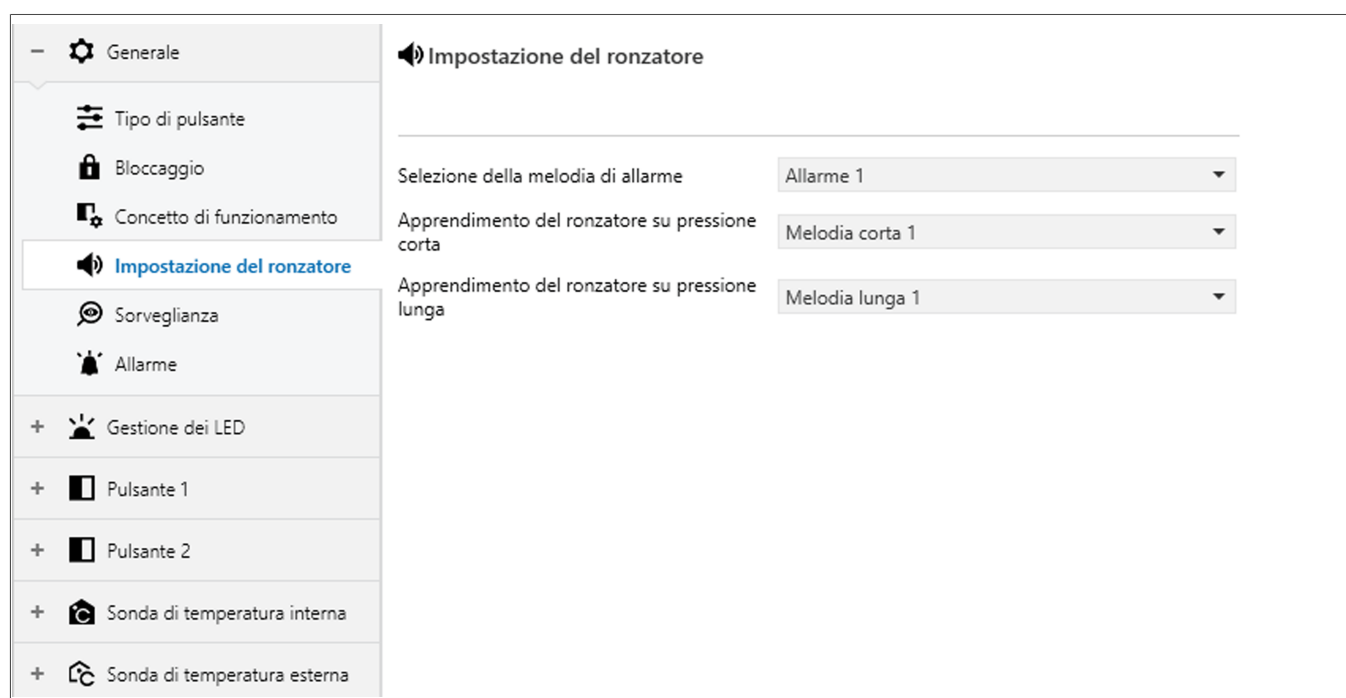 Generale
Tipo di pulsante
Bloccaggio
Concetto di funzionamento
Impostazione del ronzatore
Sorveglianza
Allarme
Gestione dei LED
Pulsante 1
Pulsante 2
Sonda di temperatura interna
Sonda di temperatura esterna
Impostazione del ronzatore
Selezione della melodia di allarme
Allarme 1
Apprendimento del ronzatore su pressione
corta
Melodia corta 1
Apprendimento del ronzatore su pressione
lunga
Melodia lunga 1